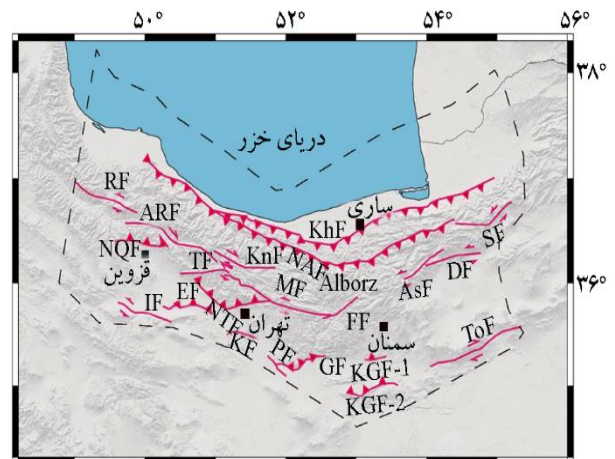 ۵۰° ۵۲° ۵۴° ۵۶°
۳۸°
دریای خزر
RF
ساری
ARF
KhF
NQF
KnF
NAF
SF
قزوین
TF
Alborz
DF
۳۶°
EF
MF
AsF
IF
NTF
تهران
FF
ToF
KF
سمنان
PF
GF
KGF-1
KGF-2